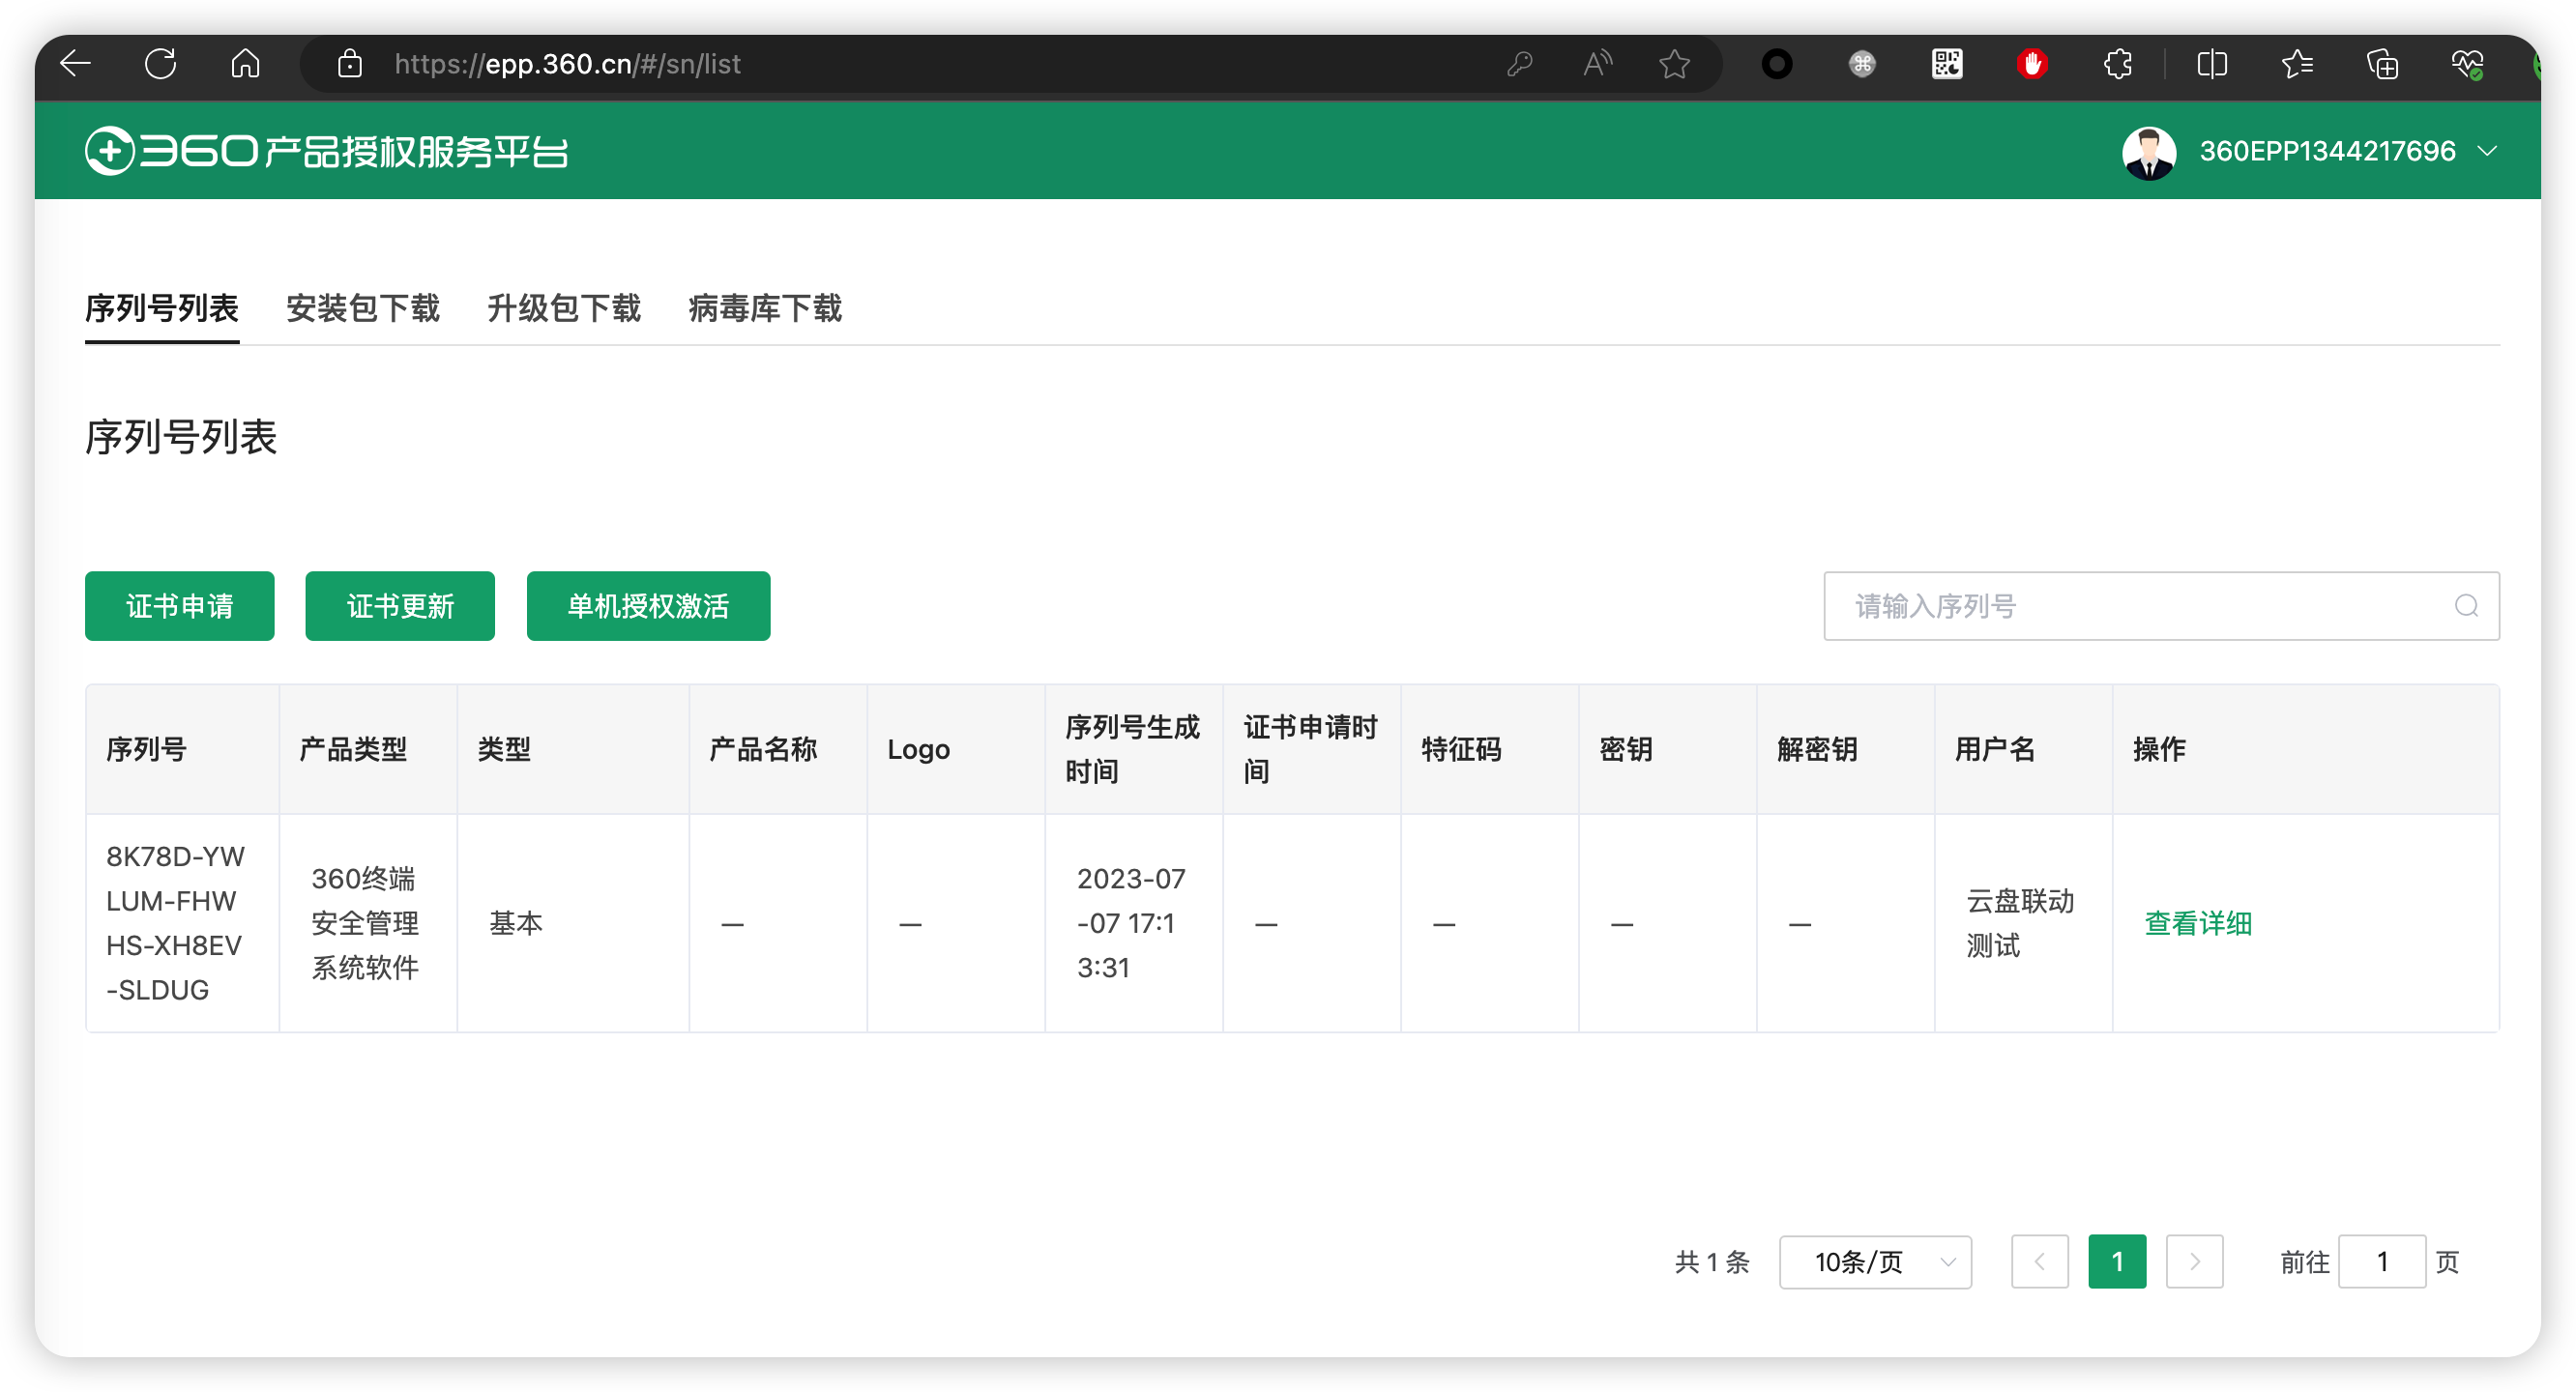 https://epp.360.cn/#/sn/list
360产品授权服务平台
360EPP1344217696
序列号列表 安装包下载 升级包下载 病毒库下载
序列号列表
证书申请 证书更新 单机授权激活 请输入序列号
序列号 产品类型 类型 产品名称 Logo 序列号生成时间 证书申请时间 特征码 密钥 解密钥 用户名 操作
8K78D-YW
LUM-FHW
HS-XH8EV
-SLDUG
360终端
安全管理
系统软件
基本
—
—
2023-07
-07 17:1
3:31
—
—
—
—
云盘联动
测试
查看详细
共 1 条 10条/页 1 前往 1 页